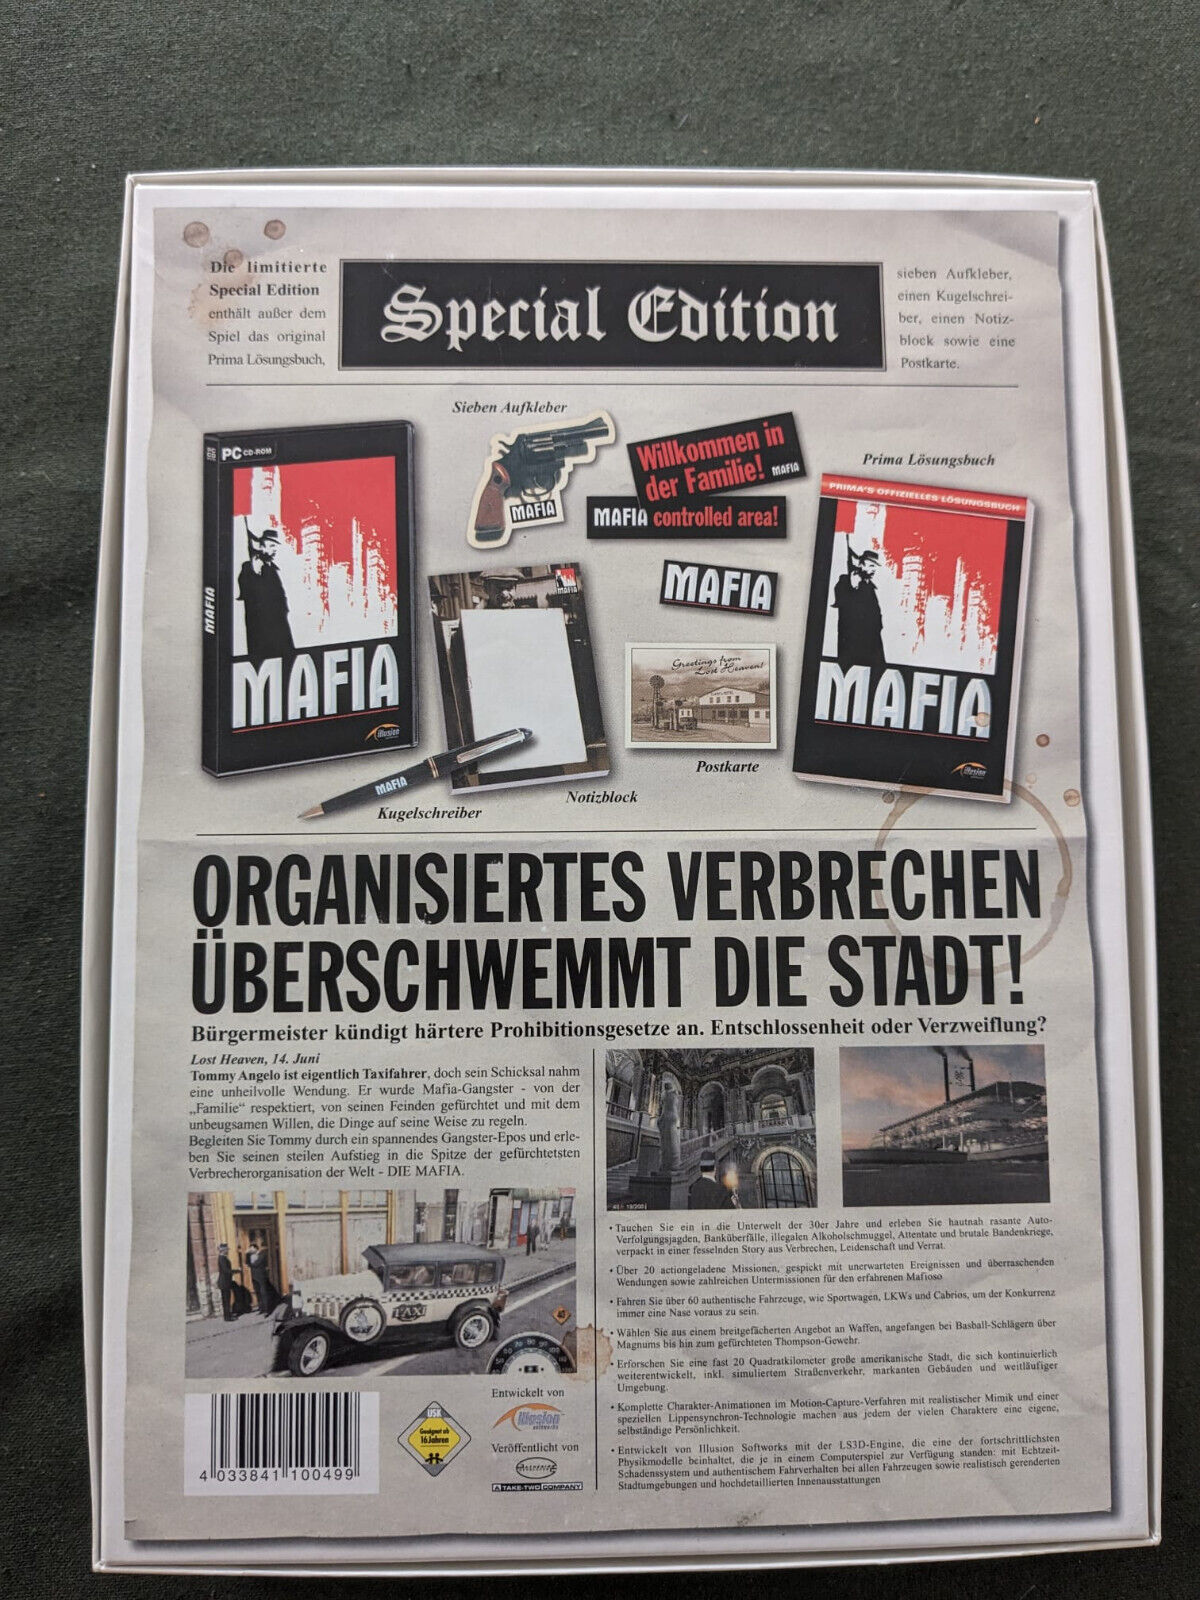 Die limitierte
Special Edition
enthält außer dem
Spiel das original
Prima Lösungsbuch,
Special Edition
sieben Aufkleber,
einen Kugelschrei-
ber, einen Notiz-
block sowie eine
Postkarte.
Sieben Aufkleber
Prima Lösungsbuch
PC CD-ROM
MAFIA
MAFIA
illusion
MAFIA
Willkommen in
der Familie! MAFIA
MAFIA controlled area!
MAFIA
MAFIA
Greetings from
Lost Heaven!
PRIMA'S OFFIZIELLES LÖSUNGSBUCH
MAFIA
illusion
MAFIA
Postkarte
Notizblock
Kugelschreiber
ORGANISIERTES VERBRECHEN
ÜBERSCHWEMMT DIE STADT!
Bürgermeister kündigt härtere Prohibitionsgesetze an. Entschlossenheit oder Verzweiflung?
Lost Heaven, 14. Juni
Tommy Angelo ist eigentlich Taxifahrer, doch sein Schicksal nahm
eine unheilvolle Wendung. Er wurde Mafia-Gangster - von der
„Familie“ respektiert, von seinen Feinden gefürchtet und mit dem
unbeugsamen Willen, die Dinge auf seine Weise zu regeln.
Begleiten Sie Tommy durch ein spannendes Gangster-Epos und erle-
ben Sie seinen steilen Aufstieg in die Spitze der gefürchtetsten
Verbrecherorganisation der Welt - DIE MAFIA.
TAXI
• Tauchen Sie ein in die Unterwelt der 30er Jahre und erleben Sie hautnah rasante Auto-
Verfolgungsjagden, Banküberfälle, illegalen Alkoholschmuggel, Attentate und brutale Bandenkriege,
verpackt in einer fesselnden Story aus Verbrechen, Leidenschaft und Verrat.
• Über 20 actiongeladene Missionen, gespickt mit unerwarteten Ereignissen und überraschenden
Wendungen sowie zahlreichen Untermissionen für den erfahrenen Mafioso
• Fahren Sie über 60 authentische Fahrzeuge, wie Sportwagen, LKWs und Cabrios, um der Konkurrenz
immer eine Nase voraus zu sein.
• Wählen Sie aus einem breitgefächerten Angebot an Waffen, angefangen bei Basball-Schlägern über
Magnums bis hin zum gefürchteten Thompson-Gewehr.
• Erforschen Sie eine fast 20 Quadratkilometer große amerikanische Stadt, die sich kontinuierlich
weiterentwickelt, inkl. simuliertem Straßenverkehr, markanten Gebäuden und weitläufiger
Umgebung.
• Komplette Charakter-Animationen im Motion-Capture-Verfahren mit realistischer Mimik und einer
speziellen Lippensynchron-Technologie machen aus jedem der vielen Charaktere eine eigene,
selbständige Persönlichkeit.
• Entwickelt von Illusion Softworks mit der LS3D-Engine, die eine der fortschrittlichsten
Physikmodelle beinhaltet, die je in einem Computerspiel zur Verfügung standen: mit Echtzeit-
Schadenssystem und authentischem Fahrverhalten bei allen Fahrzeugen sowie realistisch gerenderten
Stadtumgebungen und hochdetaillierten Innenausstattungen
4 033841 100499
USK
Geeignet ab
16 Jahren
Entwickelt von
illusion
softworks
Veröffentlicht von
A TAKE-TWO COMPANY